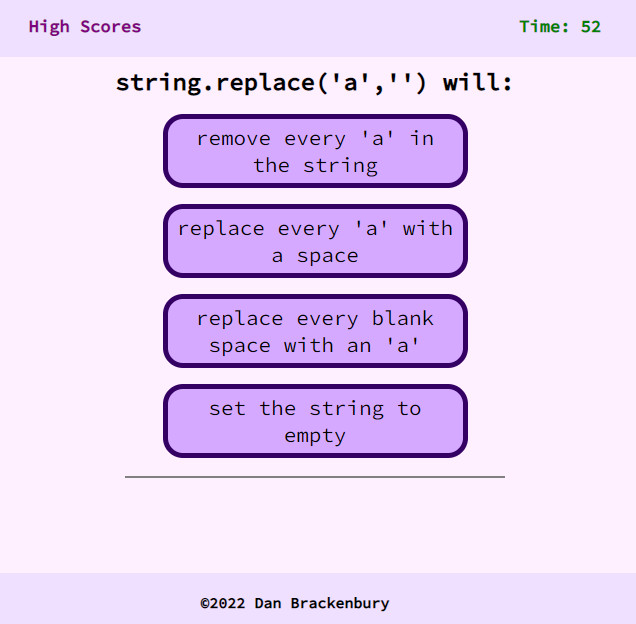 High Scores
Time: 52
string.replace('a','') will:
remove every 'a' in
the string
replace every 'a' with
a space
replace every blank
space with an 'a'
set the string to
empty
©2022 Dan Brackenbury